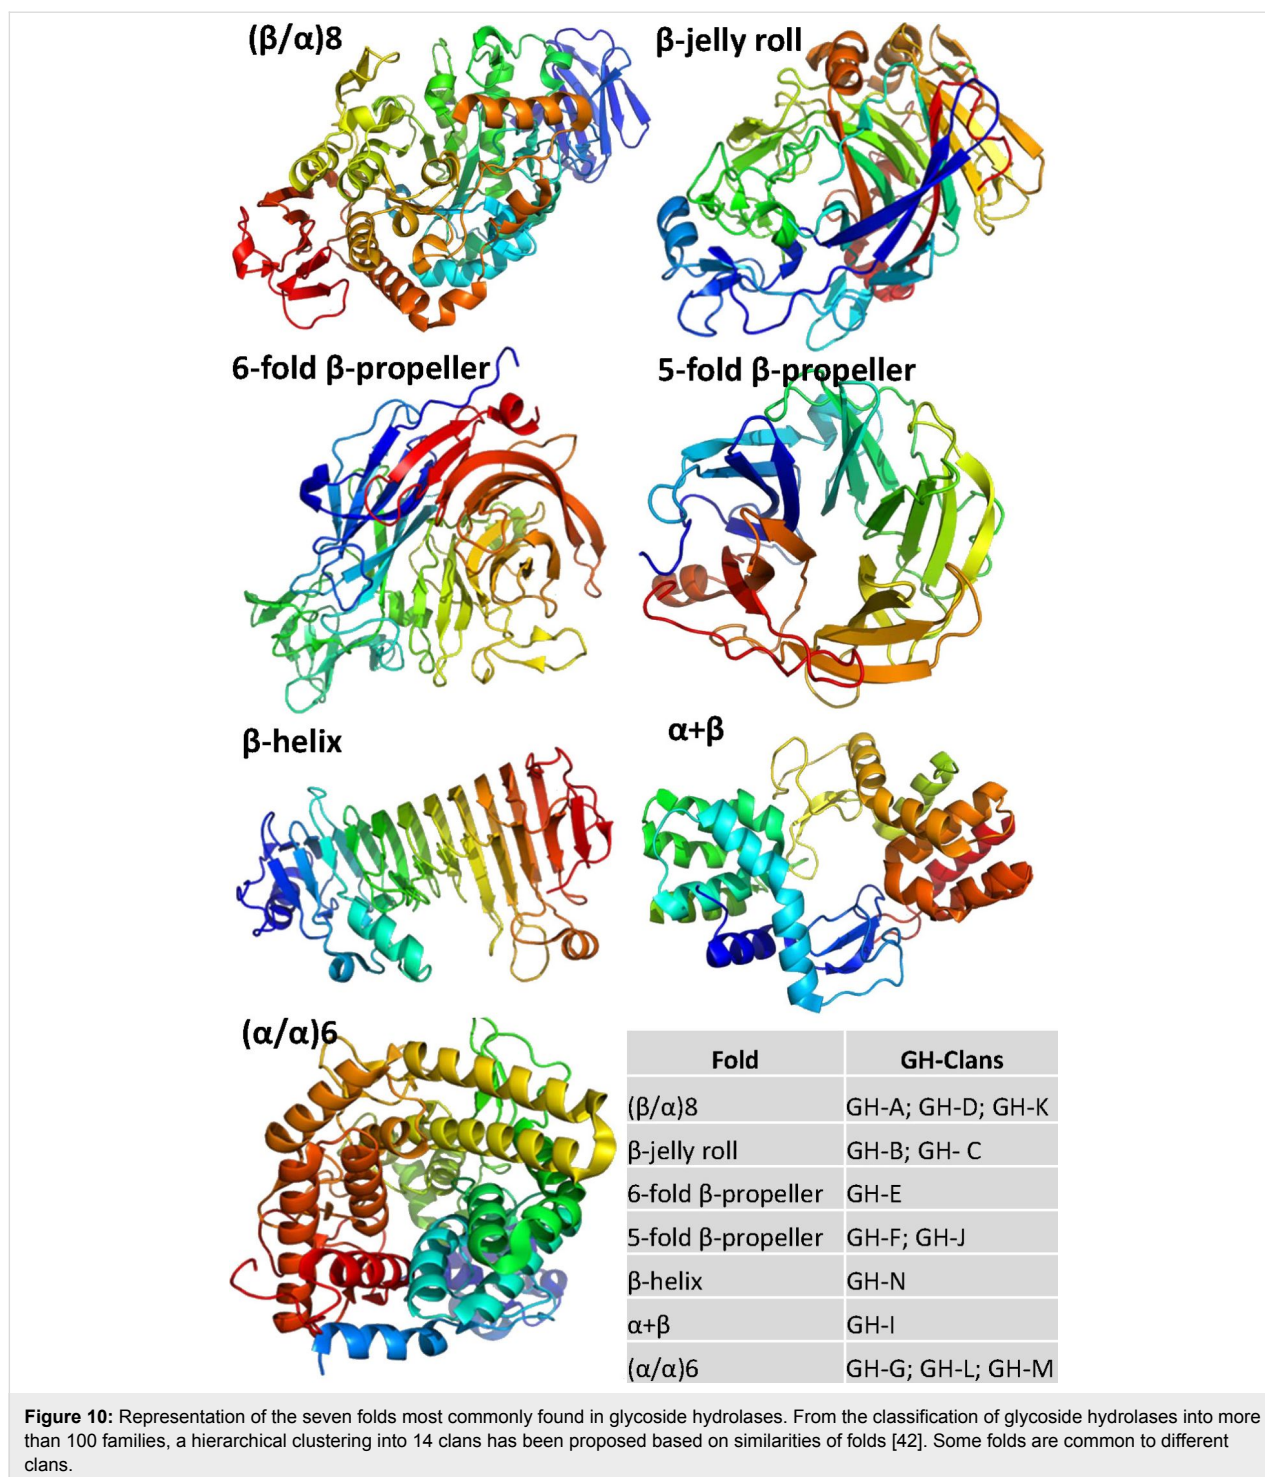 (β/α)8
β-jelly roll
6-fold β-propeller
5-fold β-propeller
β-helix
α+β
(α/α)6
Fold GH-Clans
(β/α)8 GH-A; GH-D; GH-K
β-jelly roll GH-B; GH- C
6-fold β-propeller GH-E
5-fold β-propeller GH-F; GH-J
β-helix GH-N
α+β GH-I
(α/α)6 GH-G; GH-L; GH-M
Figure 10: Representation of the seven folds most commonly found in glycoside hydrolases. From the classification of glycoside hydrolases into more
than 100 families, a hierarchical clustering into 14 clans has been proposed based on similarities of folds [42]. Some folds are common to different
clans.